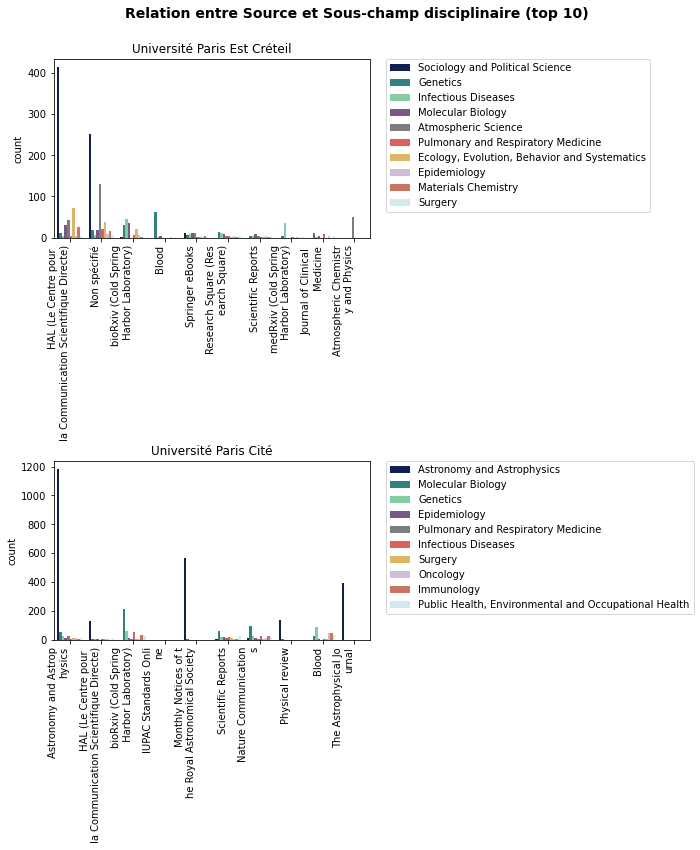 Relation entre Source et Sous-champ disciplinaire (top 10)
Université Paris Est Créteil
count
400
300
200
100
0
HAL (Le Centre pour
la Communication Scientifique Directe)
Non spécifié
bioRxiv (Cold Spring
Harbor Laboratory)
Blood
Springer eBooks
Research Square (Res
earch Square)
Scientific Reports
medRxiv (Cold Spring
Harbor Laboratory)
Journal of Clinical
Medicine
Atmospheric Chemistr
y and Physics
Sociology and Political Science
Genetics
Infectious Diseases
Molecular Biology
Atmospheric Science
Pulmonary and Respiratory Medicine
Ecology, Evolution, Behavior and Systematics
Epidemiology
Materials Chemistry
Surgery
Université Paris Cité
count
1200
1000
800
600
400
200
0
Astronomy and Astrop
hysics
HAL (Le Centre pour
la Communication Scientifique Directe)
bioRxiv (Cold Spring
Harbor Laboratory)
IUPAC Standards Onli
ne
Monthly Notices of t
he Royal Astronomical Society
Scientific Reports
Nature Communication
s
Physical review
Blood
The Astrophysical Jo
urnal
Astronomy and Astrophysics
Molecular Biology
Genetics
Epidemiology
Pulmonary and Respiratory Medicine
Infectious Diseases
Surgery
Oncology
Immunology
Public Health, Environmental and Occupational Health